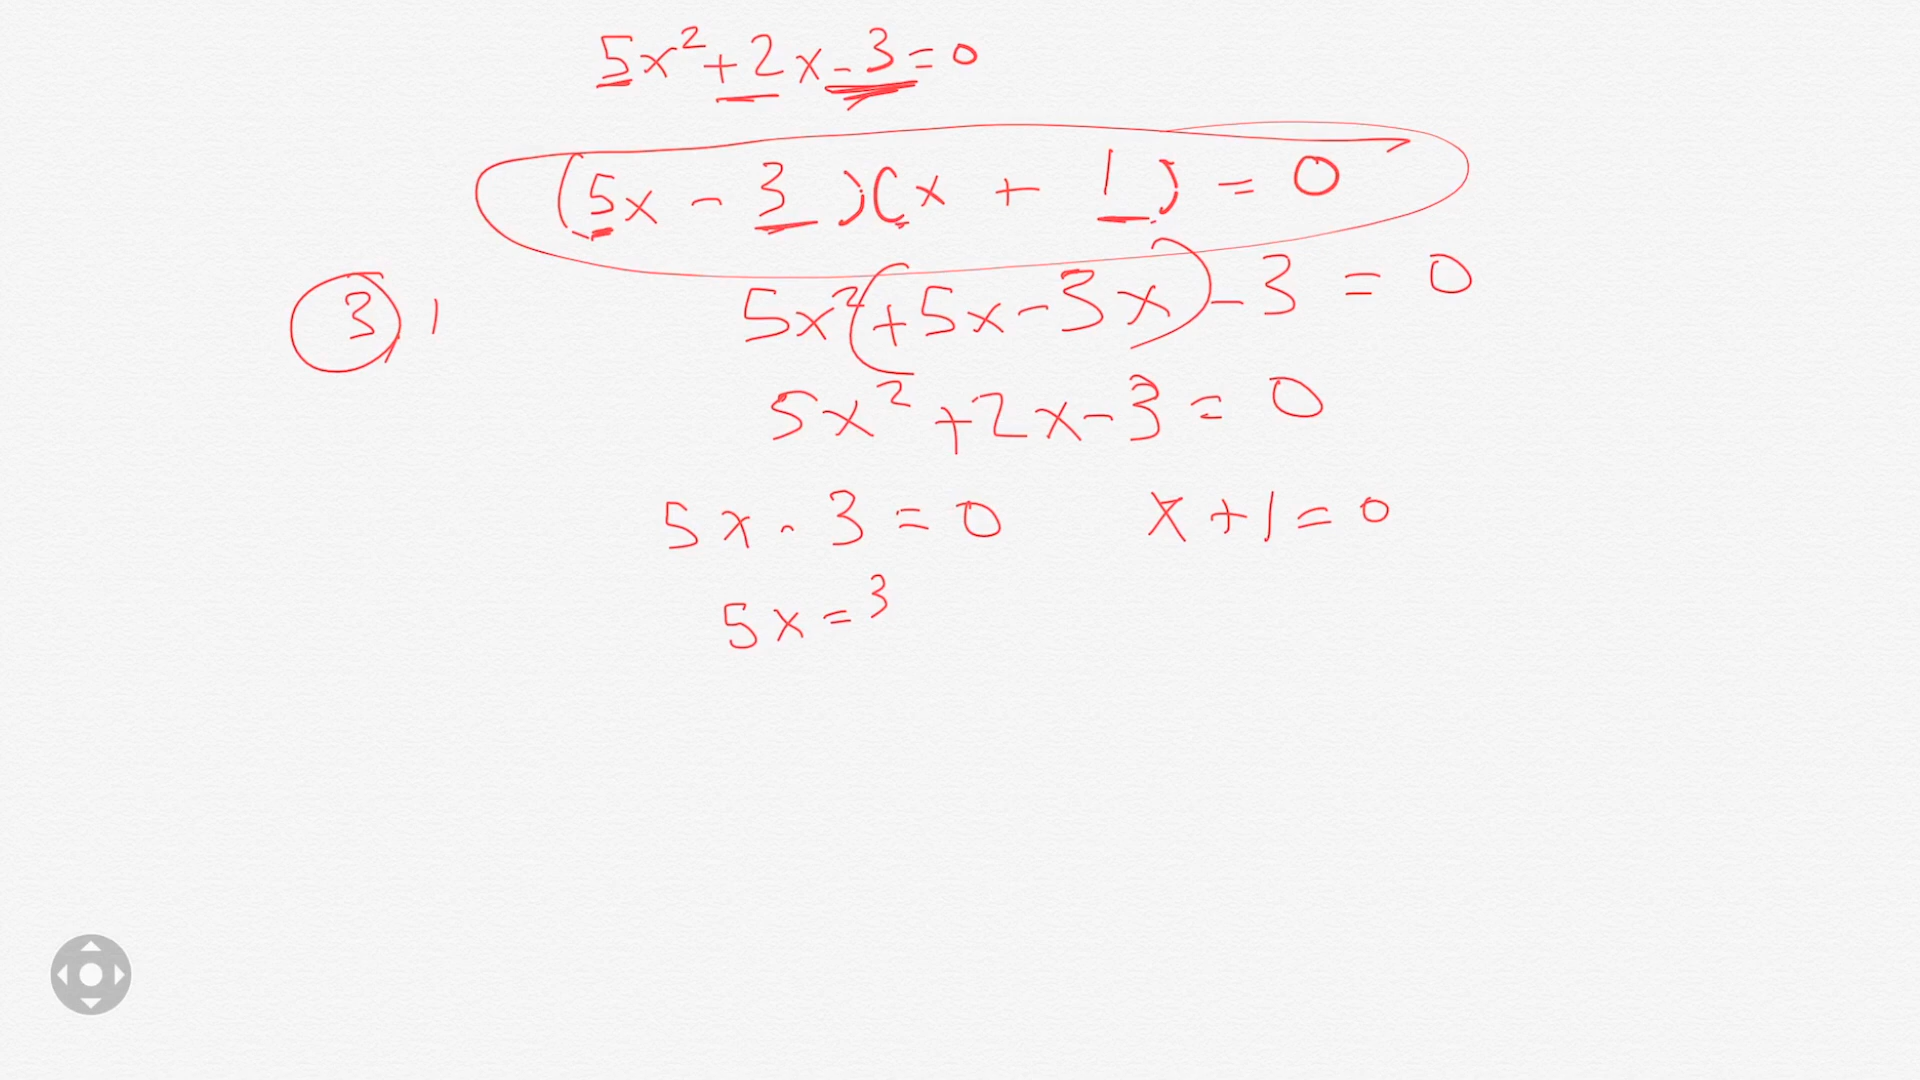 5x²+2x-3=0
(5x - 3)(x + 1) = 0
3, 1
5x²+5x-3x-3 = 0
5x²+2x-3=0
5x-3=0 x+1=0
5x=3